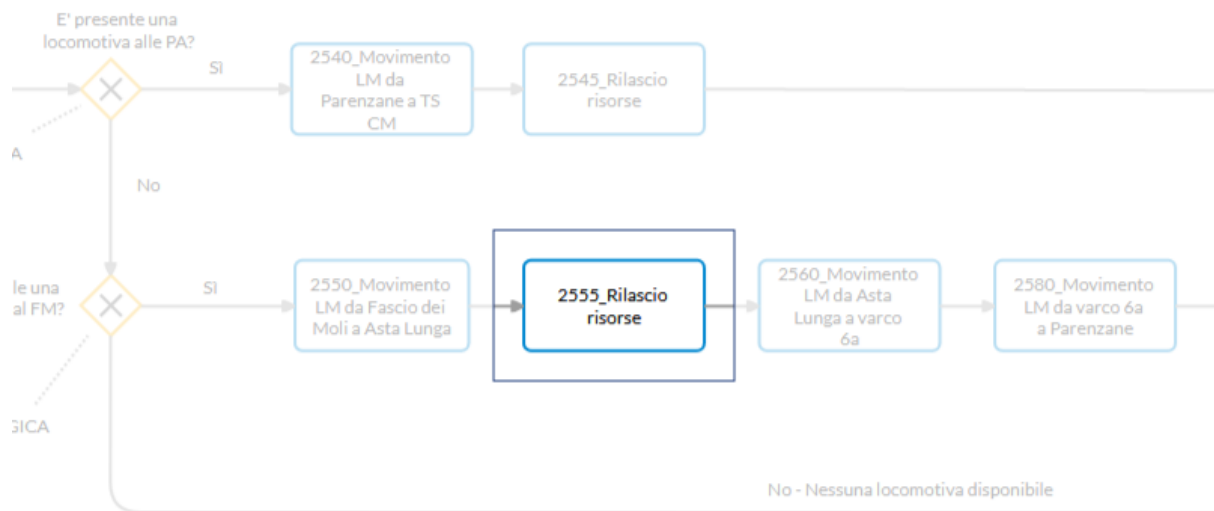 E' presente una
locomotiva alle PA?
Sì
2540_Movimento
LM da
Parenzane a TS
CM
2545_Rilascio
risorse
A
No
le una
al FM?
Sì
2550_Movimento
LM da Fascio dei
Moli a Asta Lunga
2555_Rilascio
risorse
2560_Movimento
LM da Asta
Lunga a varco
6a
2580_Movimento
LM da varco 6a
a Parenzane
GICA
No - Nessuna locomotiva disponibile